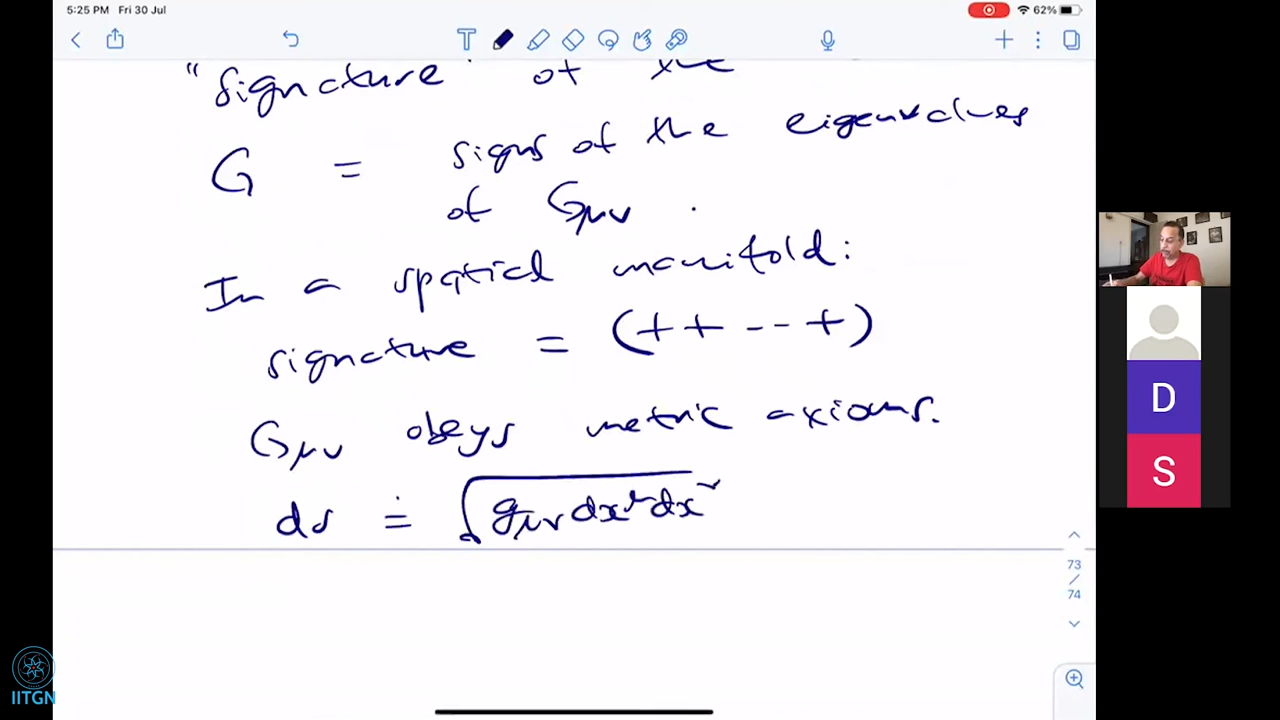 5:25 PM Fri 30 Jul
62%
T
"signature" of the
G = signs of the eigenvalues
of Gμν .
In a spatial manifold:
signature = (++ -- +)
Gμν obeys metric axioms.
ds ≐ √gμν dx^μ dx^ν
73
/
74
D
S
IITGN